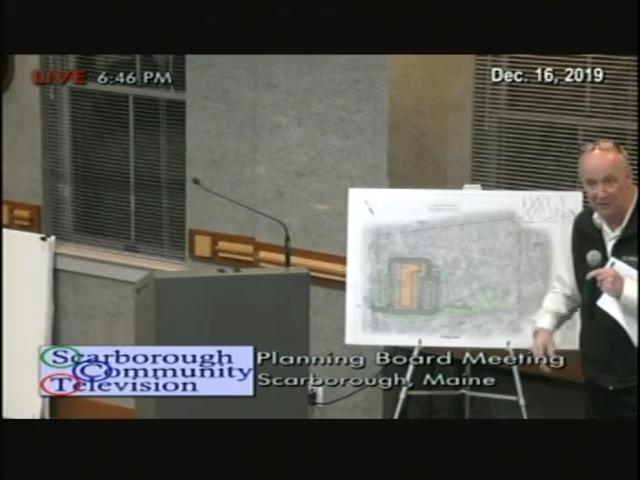 LIVE 6:46 PM
Dec. 16, 2019
Scarborough
Community
Television
Planning Board Meeting
Scarborough, Maine